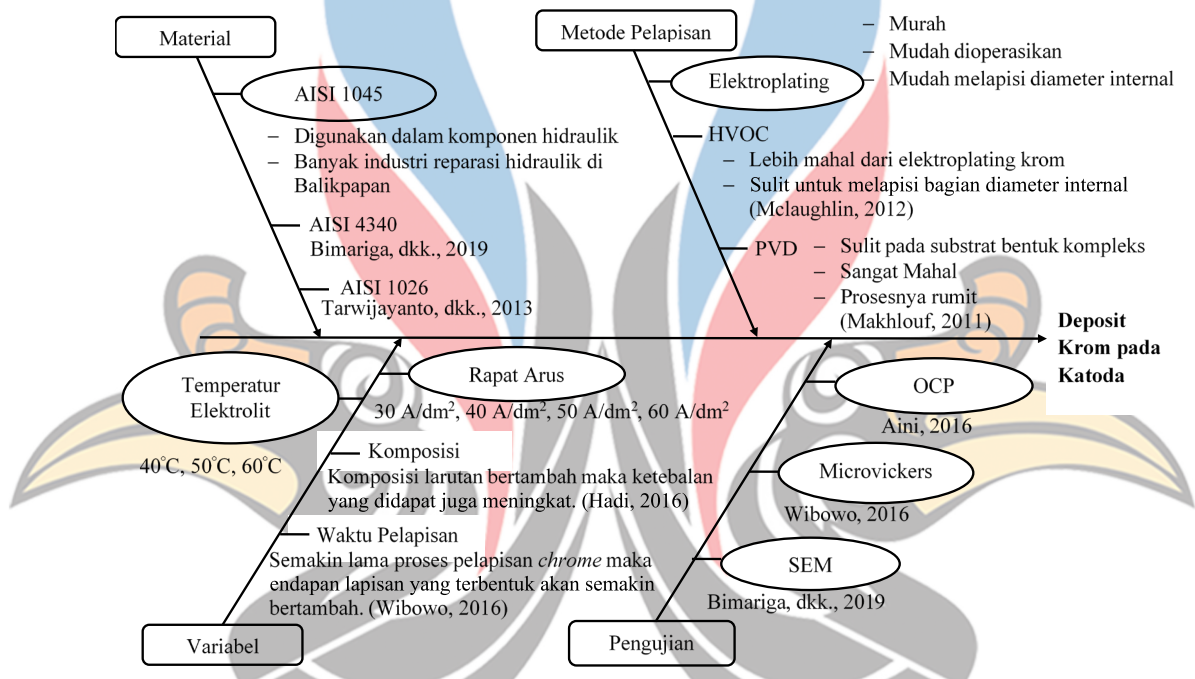 Material
AISI 1045
– Digunakan dalam komponen hidraulik
– Banyak industri reparasi hidraulik di
Balikpapan
AISI 4340
Bimariga, dkk., 2019
AISI 1026
Tarwijayanto, dkk., 2013
Metode Pelapisan
Elektroplating
– Murah
– Mudah dioperasikan
– Mudah melapisi diameter internal
HVOC
– Lebih mahal dari elektroplating krom
– Sulit untuk melapisi bagian diameter internal
(Mclaughlin, 2012)
PVD
– Sulit pada substrat bentuk kompleks
– Sangat Mahal
– Prosesnya rumit
(Makhlouf, 2011)
Deposit
Krom pada
Katoda
Temperatur
Elektrolit
40°C, 50°C, 60°C
Rapat Arus
30 A/dm², 40 A/dm², 50 A/dm², 60 A/dm²
Komposisi
Komposisi larutan bertambah maka ketebalan
yang didapat juga meningkat. (Hadi, 2016)
Waktu Pelapisan
Semakin lama proses pelapisan chrome maka
endapan lapisan yang terbentuk akan semakin
bertambah. (Wibowo, 2016)
Variabel
OCP
Aini, 2016
Microvickers
Wibowo, 2016
SEM
Bimariga, dkk., 2019
Pengujian